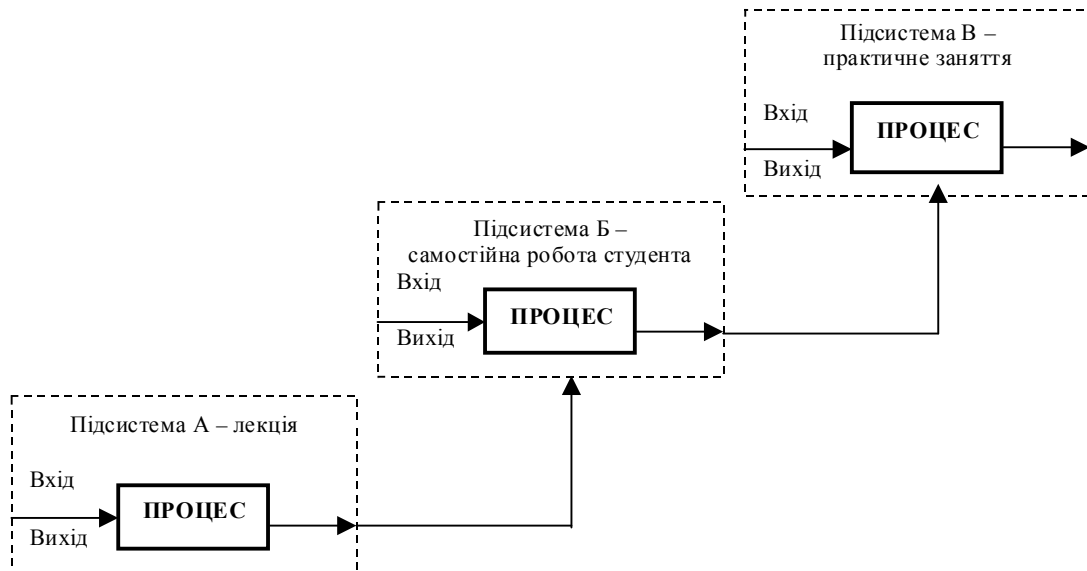 Підсистема В –
практичне заняття
Вхід
ПРОЦЕС
Вихід
Підсистема Б –
самостійна робота студента
Вхід
ПРОЦЕС
Вихід
Підсистема А – лекція
Вхід
ПРОЦЕС
Вихід